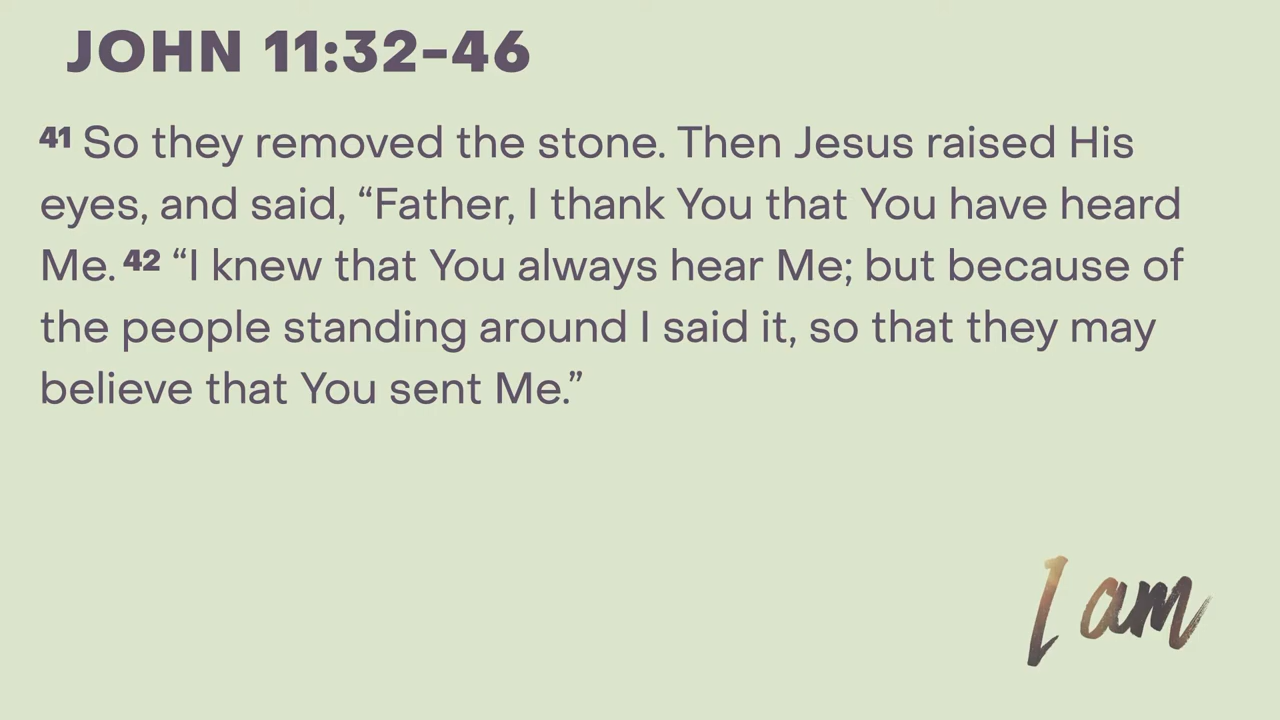 JOHN 11:32-46
41 So they removed the stone. Then Jesus raised His
eyes, and said, “Father, I thank You that You have heard
Me. 42 “I knew that You always hear Me; but because of
the people standing around I said it, so that they may
believe that You sent Me.”
I am